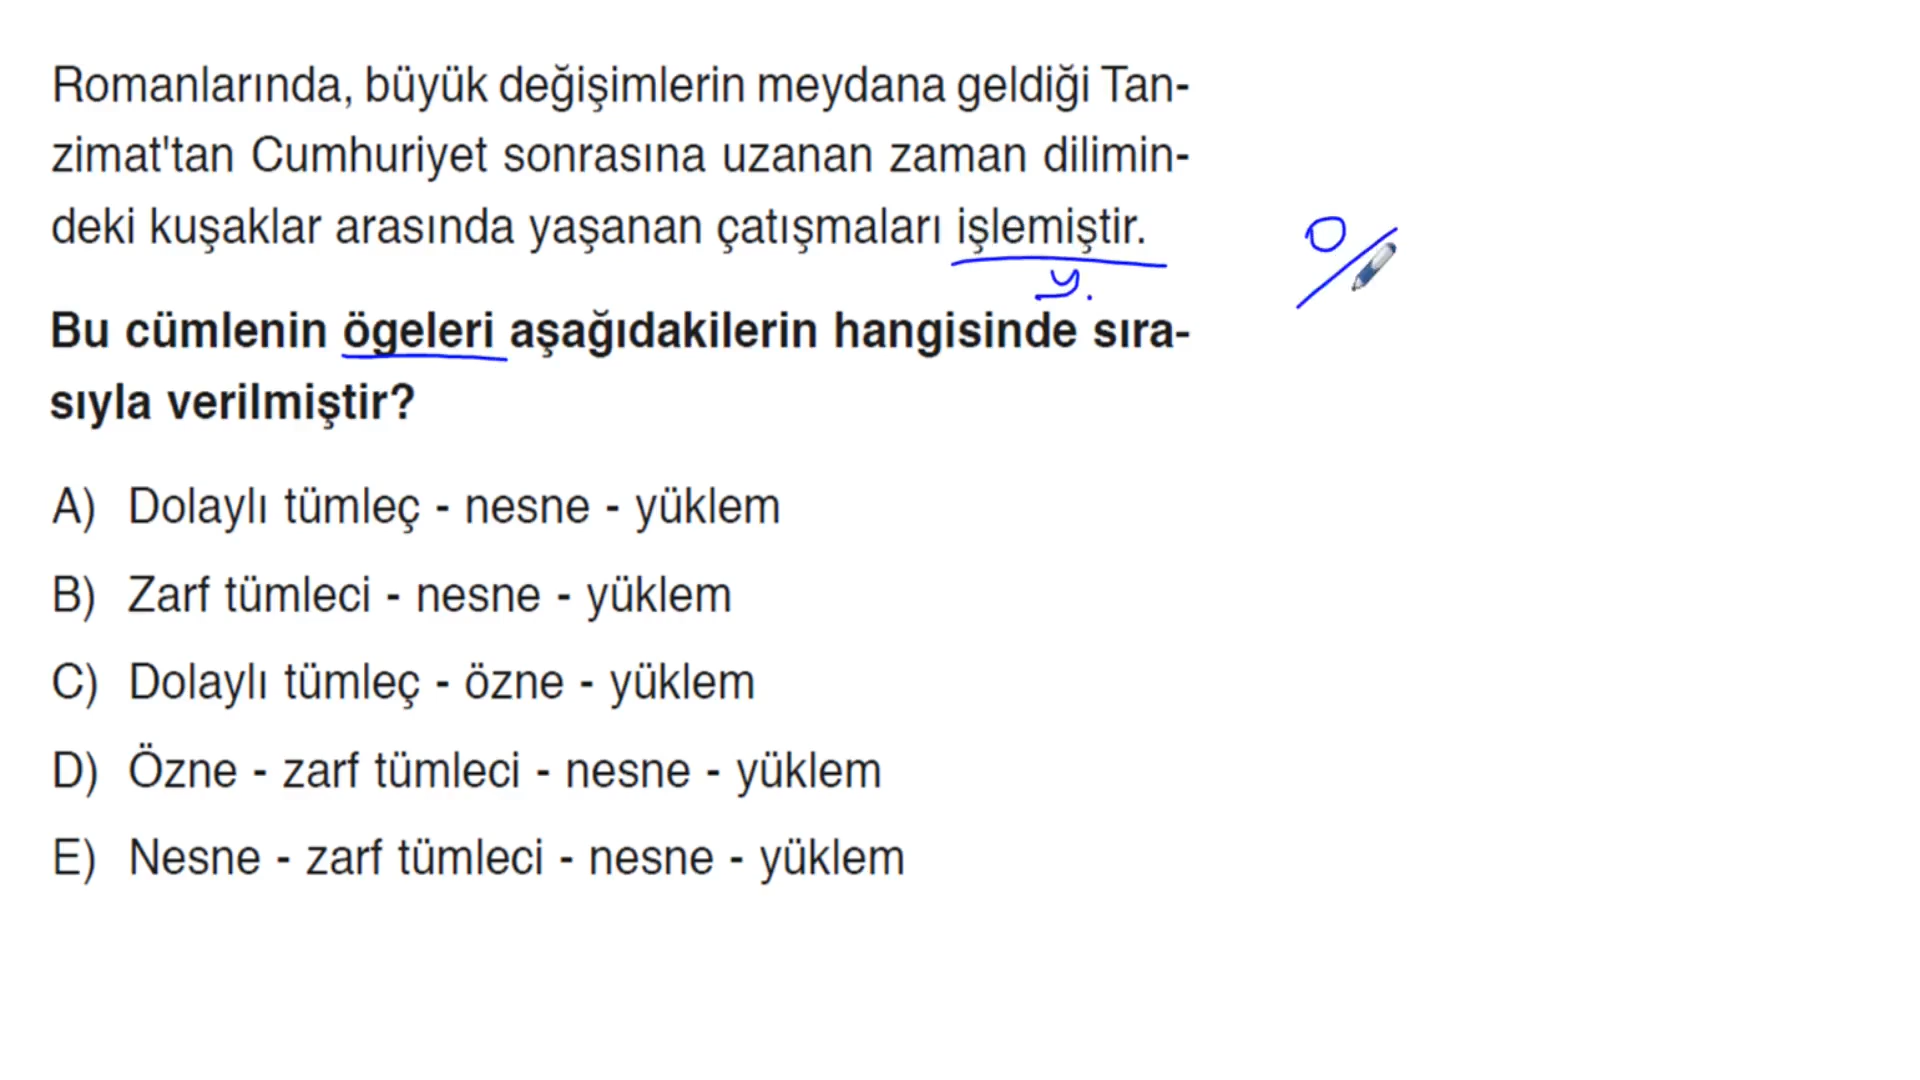 Romanlarında, büyük değişimlerin meydana geldiği Tan-
zimat'tan Cumhuriyet sonrasına uzanan zaman dilimin-
deki kuşaklar arasında yaşanan çatışmaları işlemiştir.
O/
y.
Bu cümlenin ögeleri aşağıdakilerin hangisinde sıra-
sıyla verilmiştir?
A) Dolaylı tümleç - nesne - yüklem
B) Zarf tümleci - nesne - yüklem
C) Dolaylı tümleç - özne - yüklem
D) Özne - zarf tümleci - nesne - yüklem
E) Nesne - zarf tümleci - nesne - yüklem